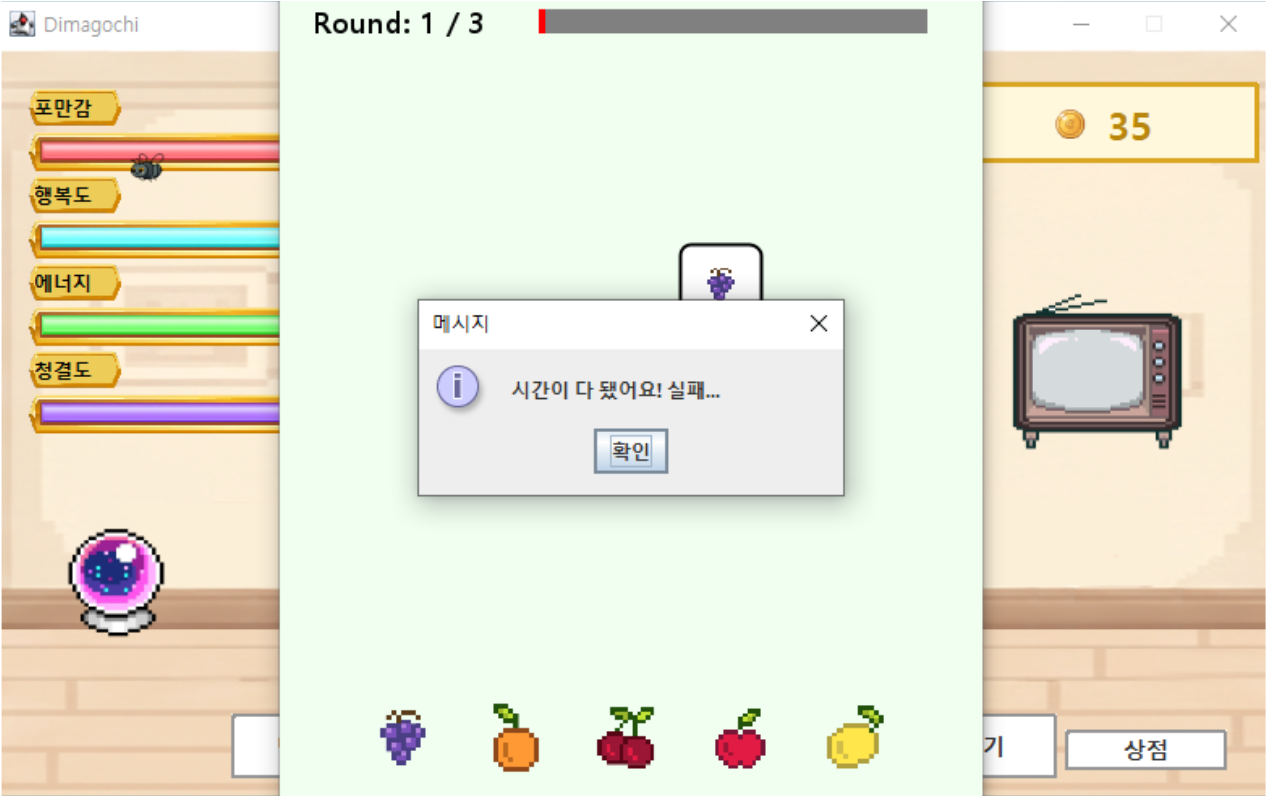 Dimagochi
Round: 1 / 3
포만감
35
행복도
에너지
메시지
시간이 다 됐어요! 실패...
청결도
확인
기
상점